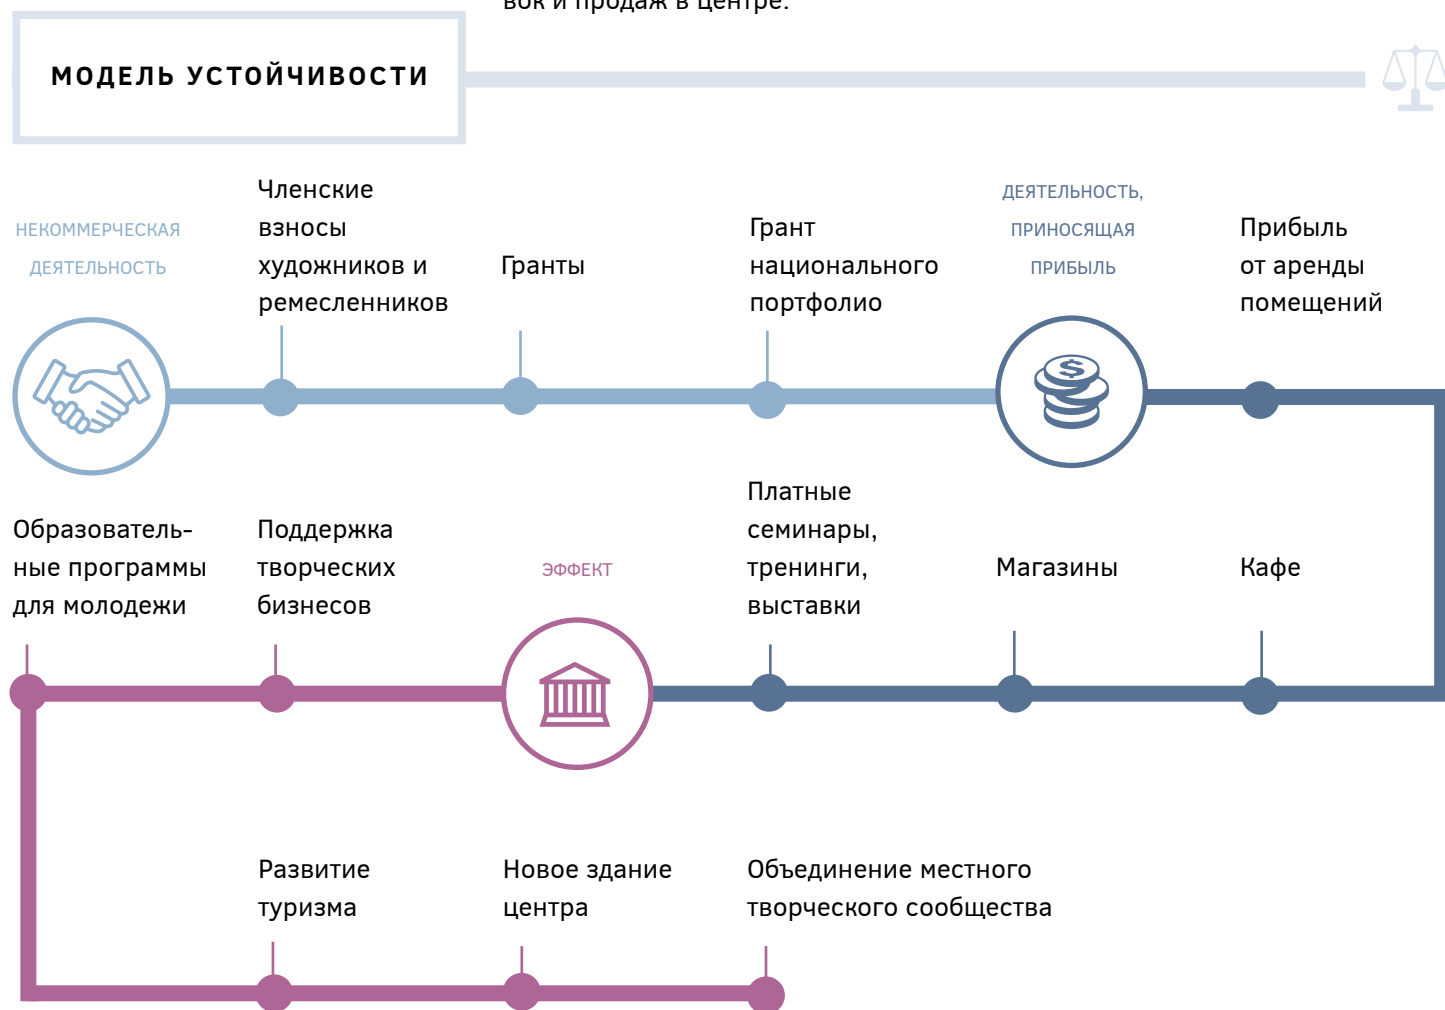 вок и продаж в центре.
МОДЕЛЬ УСТОЙЧИВОСТИ
НЕКОММЕРЧЕСКАЯ
ДЕЯТЕЛЬНОСТЬ
Членские
взносы
художников и
ремесленников
Гранты
Грант
национального
портфолио
ДЕЯТЕЛЬНОСТЬ,
ПРИНОСЯЩАЯ
ПРИБЫЛЬ
$
Прибыль
от аренды
помещений
Образователь-
ные программы
для молодежи
Поддержка
творческих
бизнесов
ЭФФЕКТ
Платные
семинары,
тренинги,
выставки
Магазины
Кафе
Развитие
туризма
Новое здание
центра
Объединение местного
творческого сообщества